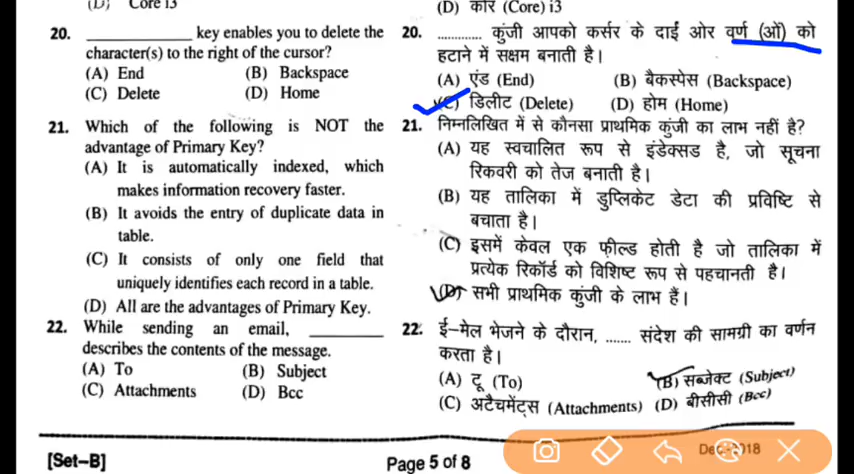 (D) Core i3
20. ________ key enables you to delete the
character(s) to the right of the cursor?
(A) End (B) Backspace
(C) Delete (D) Home
21. Which of the following is NOT the
advantage of Primary Key?
(A) It is automatically indexed, which
makes information recovery faster.
(B) It avoids the entry of duplicate data in
table.
(C) It consists of only one field that
uniquely identifies each record in a table.
(D) All are the advantages of Primary Key.
22. While sending an email, ________
describes the contents of the message.
(A) To (B) Subject
(C) Attachments (D) Bcc
(D) कोर (Core) i3
20. ............ कुंजी आपको कर्सर के दाईं ओर वर्ण (ओं) को
हटाने में सक्षम बनाती है।
(A) एंड (End) (B) बैकस्पेस (Backspace)
(C) डिलीट (Delete) (D) होम (Home)
21. निम्नलिखित में से कौनसा प्राथमिक कुंजी का लाभ नहीं है?
(A) यह स्वचालित रूप से इंडेक्सड है, जो सूचना
रिकवरी को तेज बनाती है।
(B) यह तालिका में डुप्लिकेट डेटा की प्रविष्टि से
बचाता है।
(C) इसमें केवल एक फ़ील्ड होती है जो तालिका में
प्रत्येक रिकॉर्ड को विशिष्ट रूप से पहचानती है।
(D) सभी प्राथमिक कुंजी के लाभ हैं।
22. ई-मेल भेजने के दौरान, ....... संदेश की सामग्री का वर्णन
करता है।
(A) टू (To) (B) सब्जेक्ट (Subject)
(C) अटैचमेंट्स (Attachments) (D) बीसीसी (Bcc)
[Set-B] Page 5 of 8